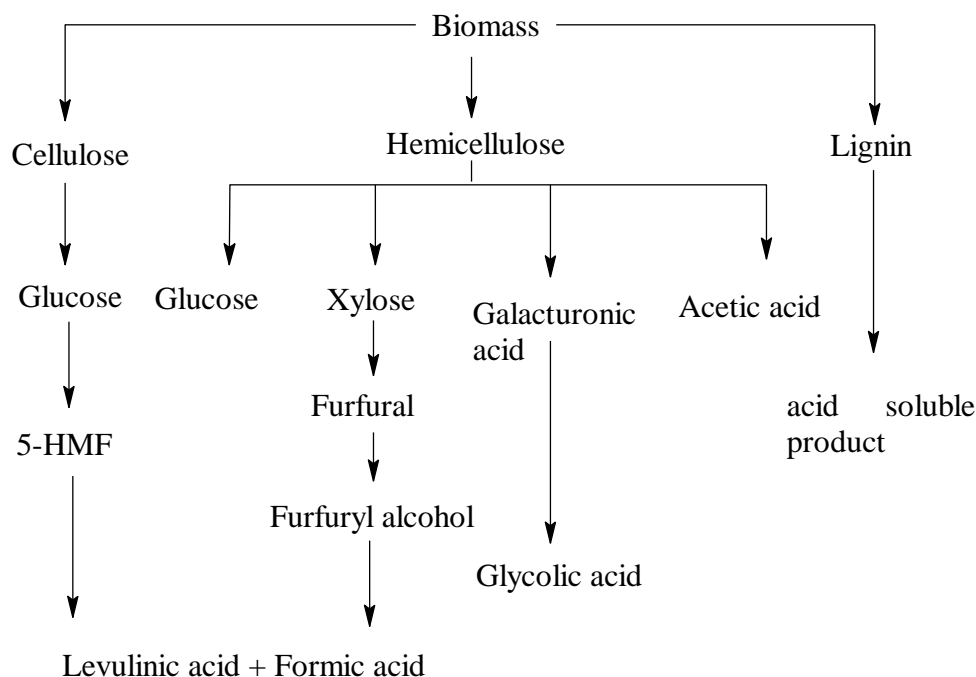 Biomass
Cellulose
Hemicellulose
Lignin
Glucose
Glucose
Xylose
Galacturonic
acid
Acetic acid
Furfural
acid soluble
product
5-HMF
Furfuryl alcohol
Glycolic acid
Levulinic acid + Formic acid